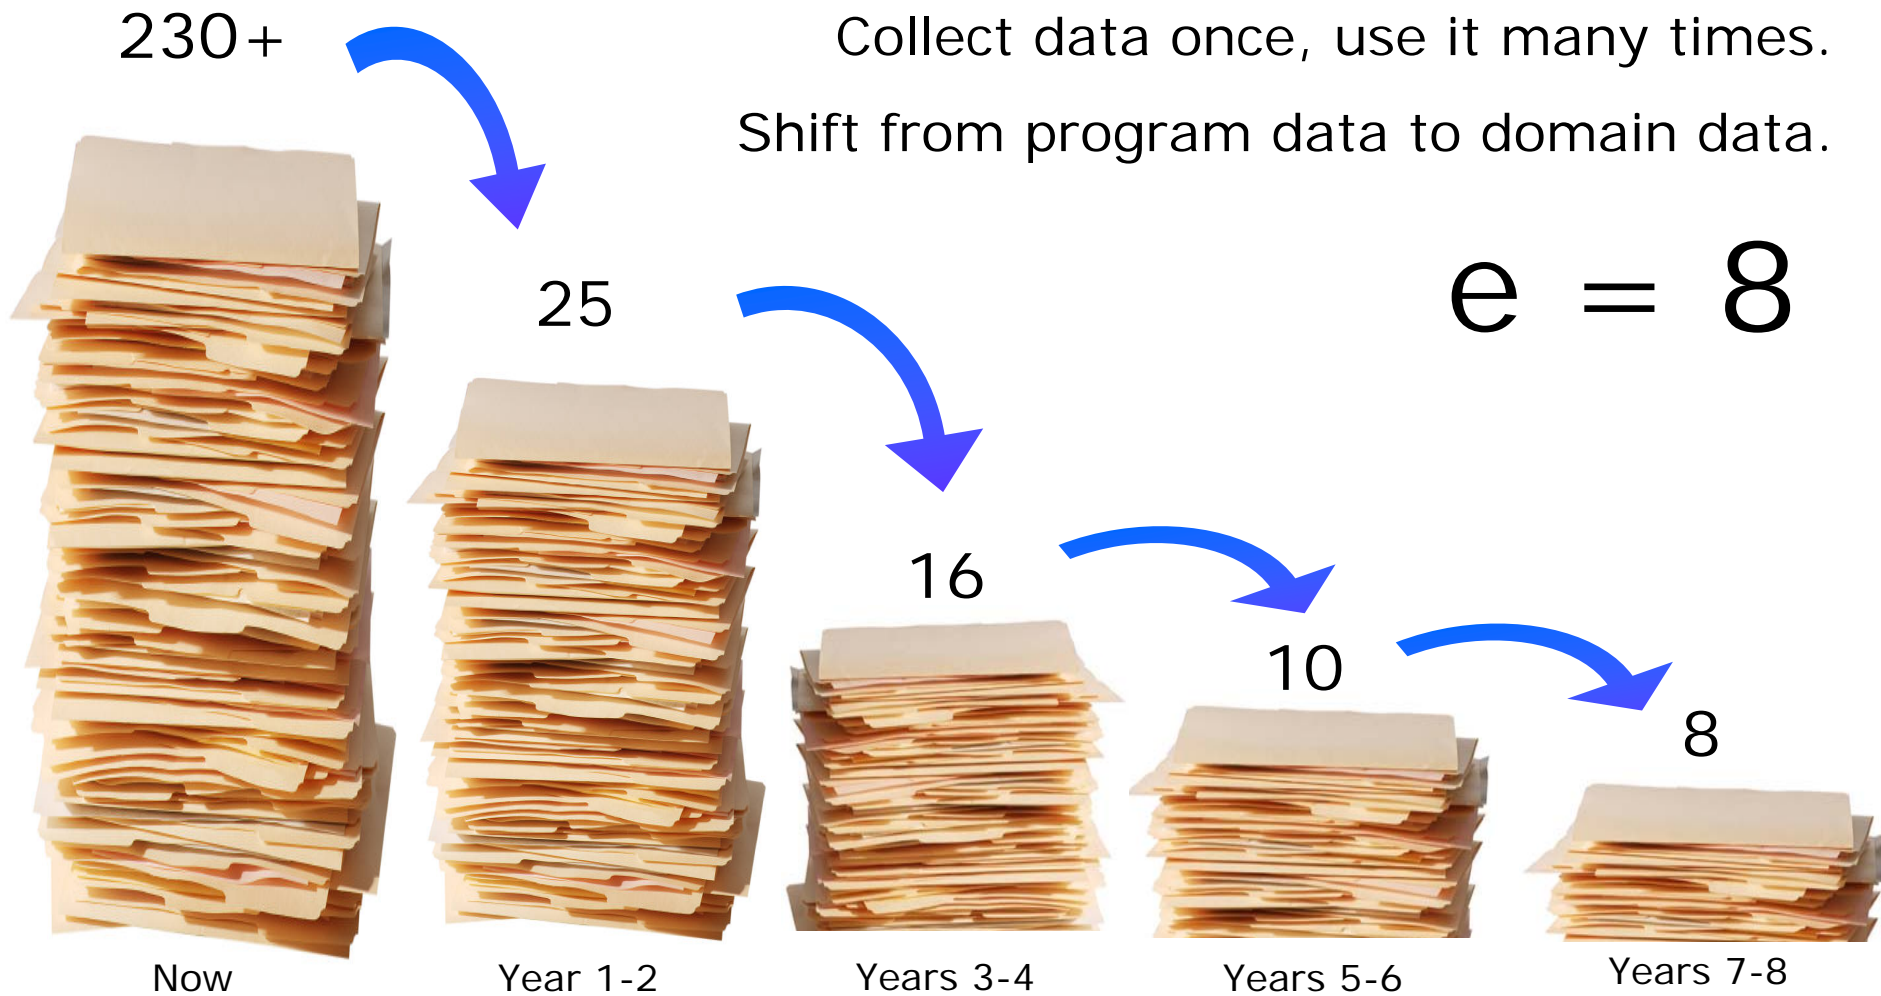 230+
Collect data once, use it many times.
Shift from program data to domain data.
e = 8
25
16
10
8
Now
Year 1-2
Years 3-4
Years 5-6
Years 7-8